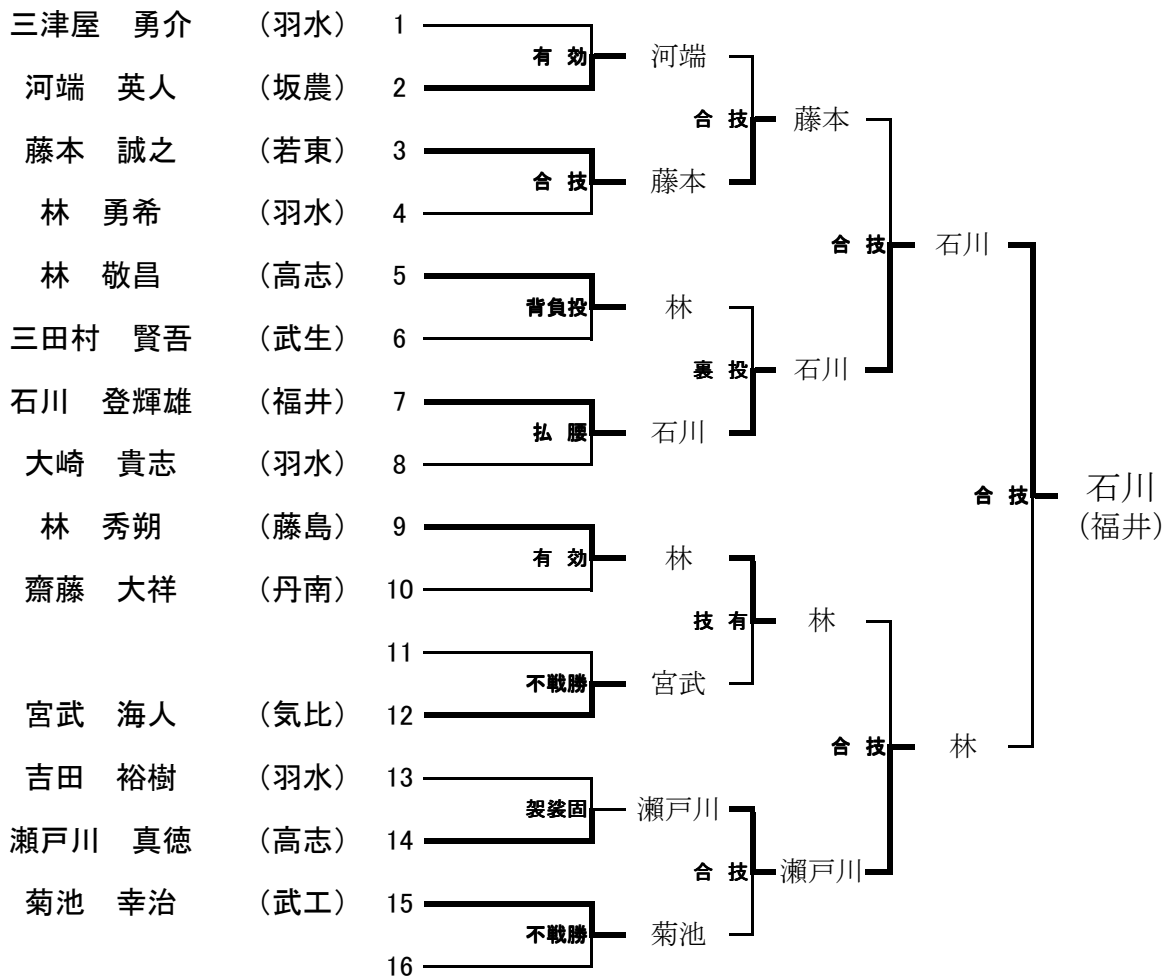 三津屋　勇介　（羽水）　1
有効　河端
河端　英人　（坂農）　2
合技　藤本
藤本　誠之　（若東）　3
合技　藤本
林　勇希　（羽水）　4
合技　石川
林　敬昌　（高志）　5
背負投　林
三田村　賢吾　（武生）　6
裏投　石川
石川　登輝雄　（福井）　7
払腰　石川
大崎　貴志　（羽水）　8
合技　石川
（福井）
林　秀朔　（藤島）　9
有効　林
齋藤　大祥　（丹南）　10
技有　林
11
不戦勝　宮武
宮武　海人　（気比）　12
合技　林
吉田　裕樹　（羽水）　13
袈裟固　瀬戸川
瀬戸川　真徳　（高志）　14
合技　瀬戸川
菊池　幸治　（武工）　15
不戦勝　菊池
16